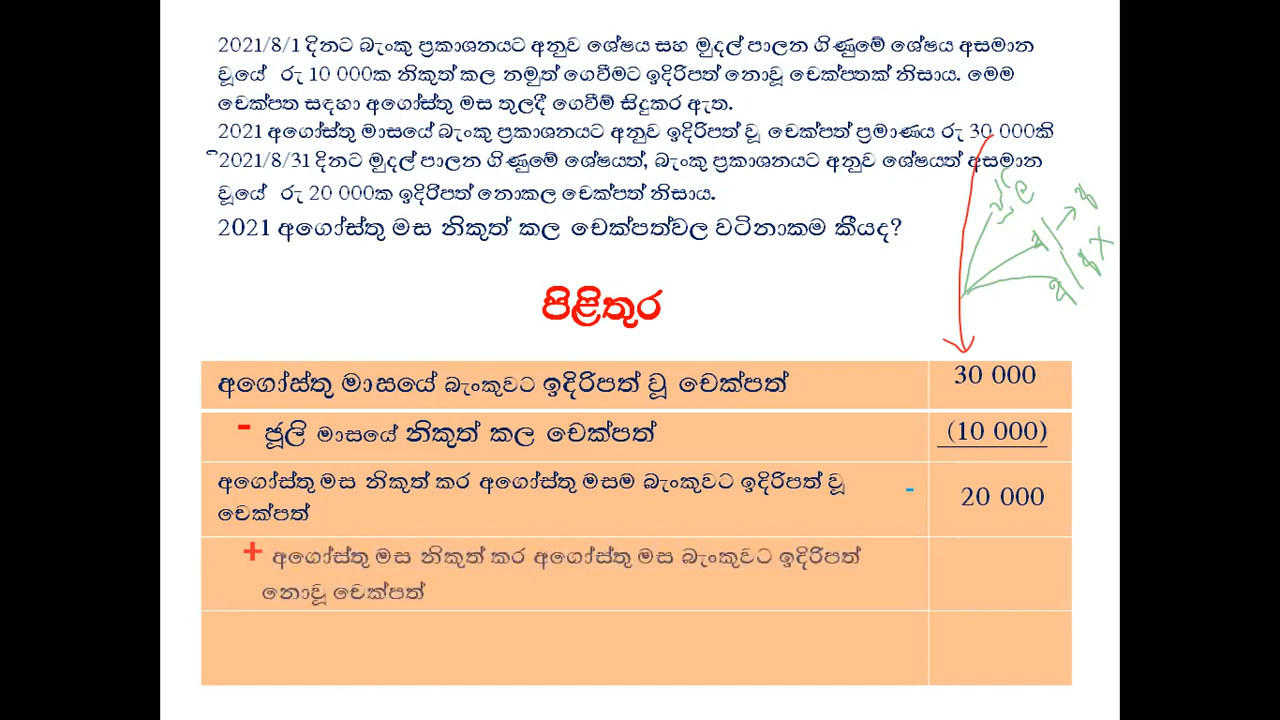 2021/8/1 දිනට බැංකු ප්‍රකාශනයට අනුව ශේෂය සහ මුදල් පාලන ගිණුමේ ශේෂය අසමාන
වූයේ රු 10 000ක නිකුත් කල නමුත් ගෙවීමට ඉදිරිපත් නොවූ චෙක්පතක් නිසාය. මෙම
චෙක්පත සඳහා අගෝස්තු මස තුලදී ගෙවීම් සිදුකර ඇත.
2021 අගෝස්තු මාසයේ බැංකු ප්‍රකාශනයට අනුව ඉදිරිපත් වූ චෙක්පත් ප්‍රමාණය රු 30 000කි
2021/8/31 දිනට මුදල් පාලන ගිණුමේ ශේෂයත්, බැංකු ප්‍රකාශනයට අනුව ශේෂයත් අසමාන
වූයේ රු 20 000ක ඉදිරිපත් නොකල චෙක්පත් නිසාය.
2021 අගෝස්තු මස නිකුත් කල චෙක්පත්වල වටිනාකම කීයද?
පිළිතුර
අගෝස්තු මාසයේ බැංකුවට ඉදිරිපත් වූ චෙක්පත් 30 000
- ජූලි මාසයේ නිකුත් කල චෙක්පත් (10 000)
අගෝස්තු මස නිකුත් කර අගෝස්තු මසම බැංකුවට ඉදිරිපත් වූ - 20 000
චෙක්පත්
+ අගෝස්තු මස නිකුත් කර අගෝස්තු මස බැංකුවට ඉදිරිපත්
නොවූ චෙක්පත්